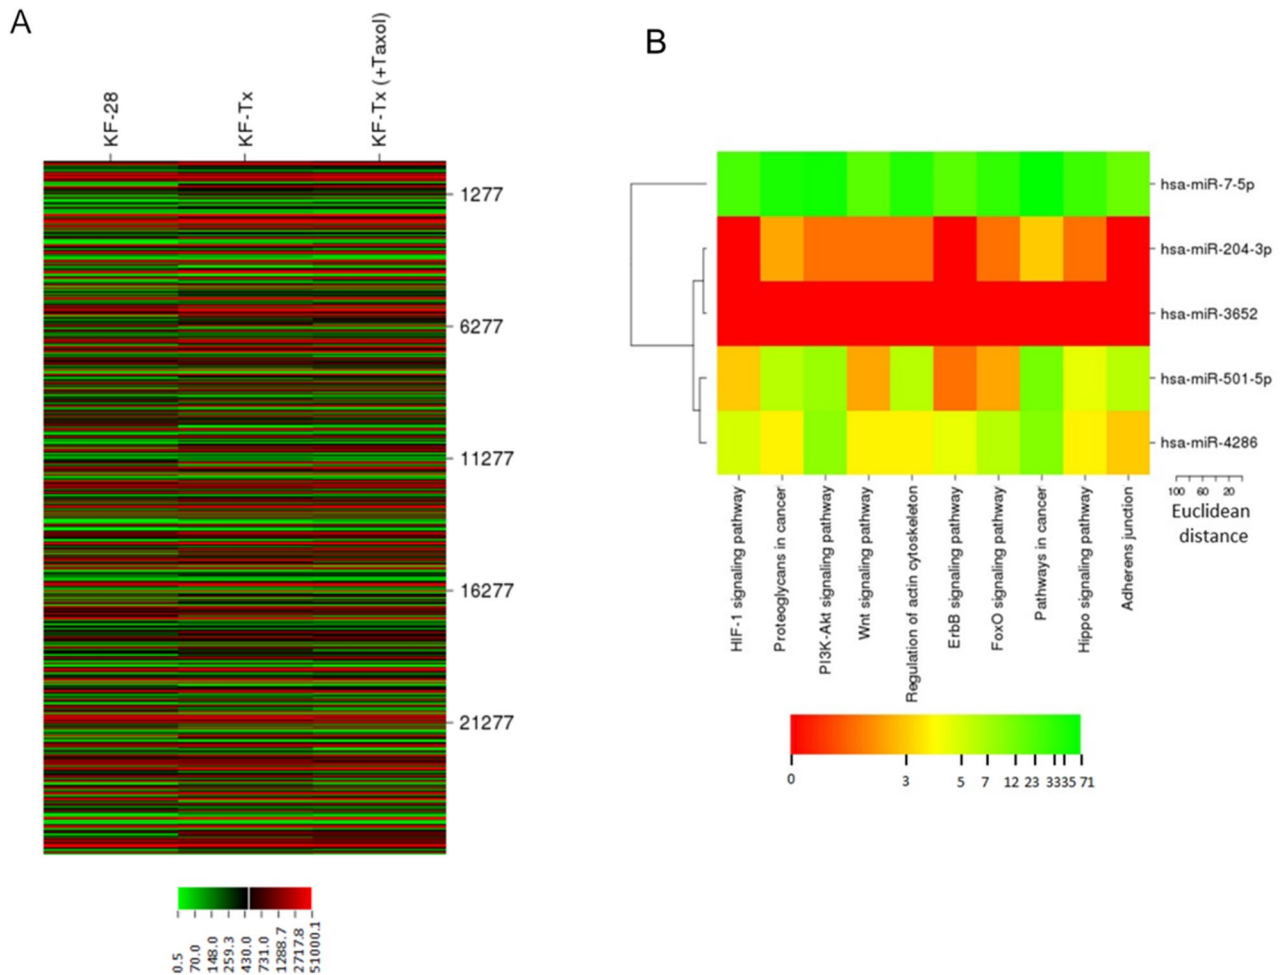 A
B
KF-28
KF-Tx
KF-Tx (+Taxol)
1277
6277
11277
16277
21277
0.5
70.0
148.0
259.3
430.0
731.0
1288.7
2717.8
51000.1
hsa-miR-7-5p
hsa-miR-204-3p
hsa-miR-3652
hsa-miR-501-5p
hsa-miR-4286
100 60 20
Euclidean
distance
HIF-1 signaling pathway
Proteoglycans in cancer
PI3K-Akt signaling pathway
Wnt signaling pathway
Regulation of actin cytoskeleton
ErbB signaling pathway
FoxO signaling pathway
Pathways in cancer
Hippo signaling pathway
Adherens junction
0 3 5 7 12 23 3335 71